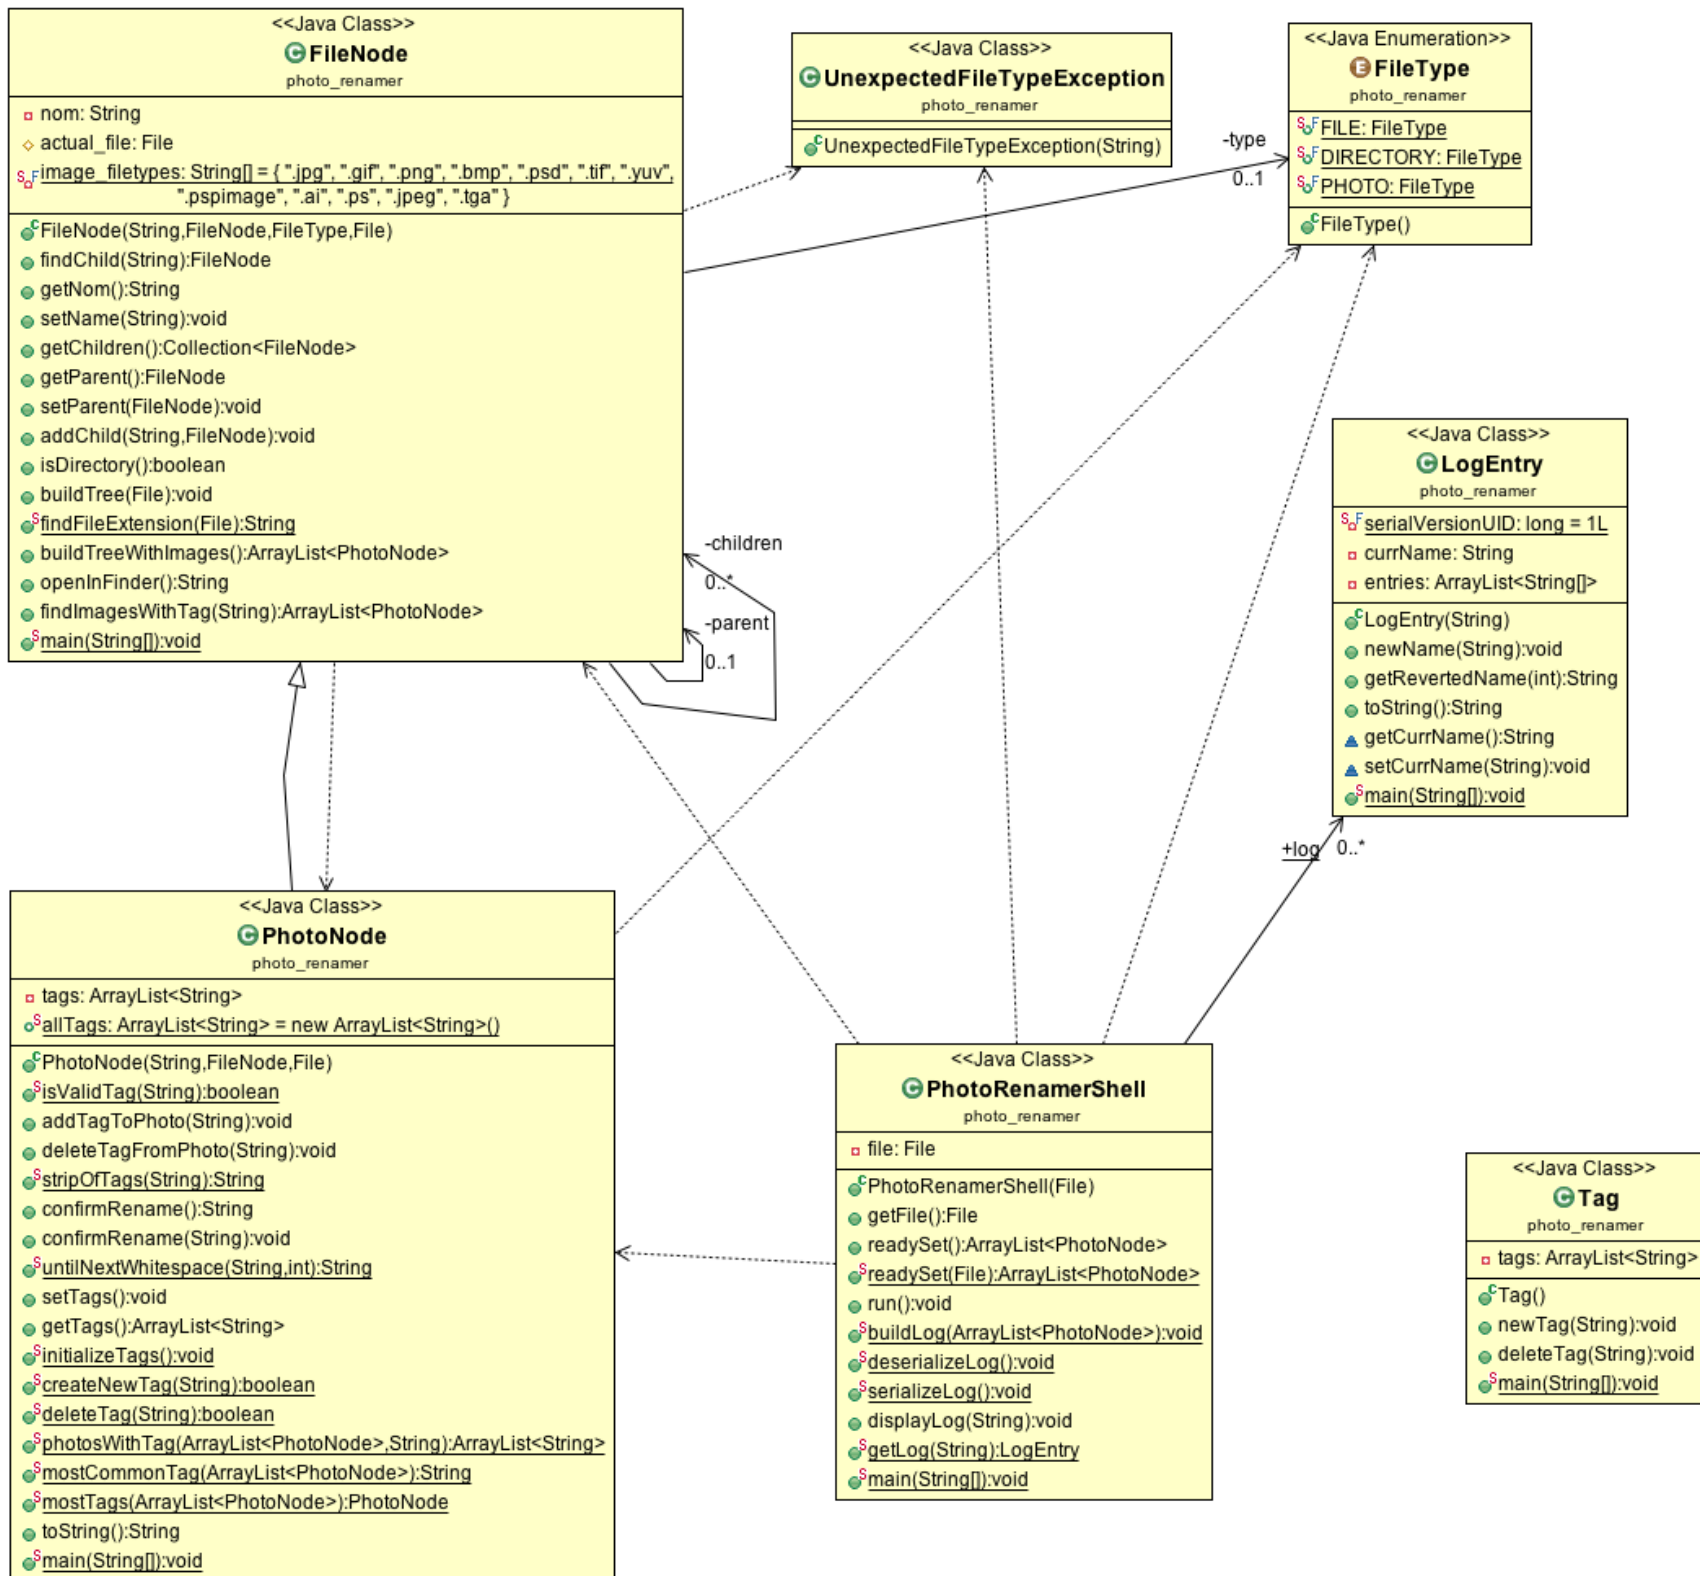 <<Java Class>>
FileNode
photo_renamer
nom: String
actual_file: File
image_filetypes: String[] = { ".jpg", ".gif", ".png", ".bmp", ".psd", ".tif", ".yuv",
".pspimage", ".ai", ".ps", ".jpeg", ".tga" }
FileNode(String,FileNode,FileType,File)
findChild(String):FileNode
getNom():String
setName(String):void
getChildren():Collection<FileNode>
getParent():FileNode
setParent(FileNode):void
addChild(String,FileNode):void
isDirectory():boolean
buildTree(File):void
findFileExtension(File):String
buildTreeWithImages():ArrayList<PhotoNode>
openInFinder():String
findImagesWithTag(String):ArrayList<PhotoNode>
main(String[]):void
<<Java Class>>
UnexpectedFileTypeException
photo_renamer
UnexpectedFileTypeException(String)
<<Java Enumeration>>
FileType
photo_renamer
FILE: FileType
DIRECTORY: FileType
PHOTO: FileType
FileType()
-type
0..1
-children
0..*
-parent
0..1
<<Java Class>>
LogEntry
photo_renamer
serialVersionUID: long = 1L
currName: String
entries: ArrayList<String[]>
LogEntry(String)
newName(String):void
getRevertedName(int):String
toString():String
getCurrName():String
setCurrName(String):void
main(String[]):void
+log
0..*
<<Java Class>>
PhotoNode
photo_renamer
tags: ArrayList<String>
allTags: ArrayList<String> = new ArrayList<String>()
PhotoNode(String,FileNode,File)
isValidTag(String):boolean
addTagToPhoto(String):void
deleteTagFromPhoto(String):void
stripOfTags(String):String
confirmRename():String
confirmRename(String):void
untilNextWhitespace(String,int):String
setTags():void
getTags():ArrayList<String>
initializeTags():void
createNewTag(String):boolean
deleteTag(String):boolean
photosWithTag(ArrayList<PhotoNode>,String):ArrayList<String>
mostCommonTag(ArrayList<PhotoNode>):String
mostTags(ArrayList<PhotoNode>):PhotoNode
toString():String
main(String[]):void
<<Java Class>>
PhotoRenamerShell
photo_renamer
file: File
PhotoRenamerShell(File)
getFile():File
readySet():ArrayList<PhotoNode>
readySet(File):ArrayList<PhotoNode>
run():void
buildLog(ArrayList<PhotoNode>):void
deserializeLog():void
serializeLog():void
displayLog(String):void
getLog(String):LogEntry
main(String[]):void
<<Java Class>>
Tag
photo_renamer
tags: ArrayList<String>
Tag()
newTag(String):void
deleteTag(String):void
main(String[]):void